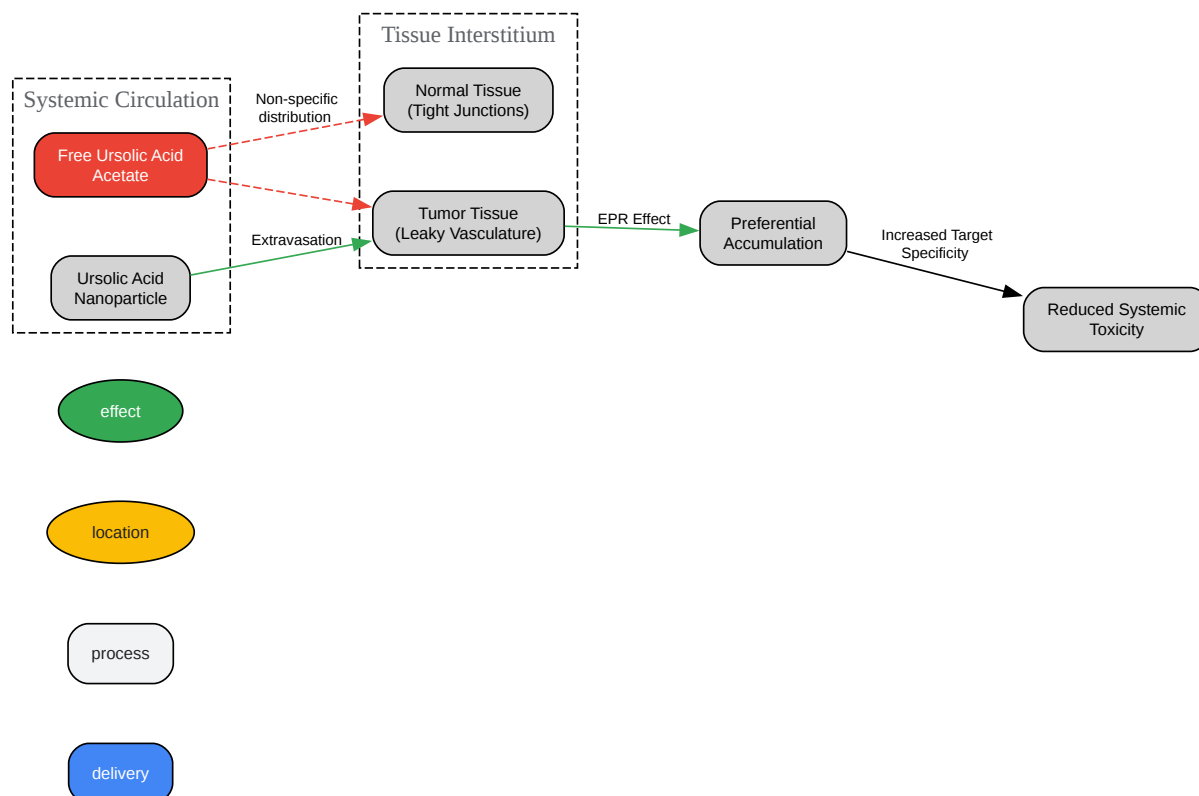 Tissue Interstitium
Systemic Circulation
Normal Tissue
(Tight Junctions)
Non-specific
distribution
Free Ursolic Acid
Acetate
Tumor Tissue
(Leaky Vasculature)
EPR Effect
Preferential
Accumulation
Increased Target
Specificity
Extravasation
Ursolic Acid
Nanoparticle
Reduced Systemic
Toxicity
effect
location
process
delivery